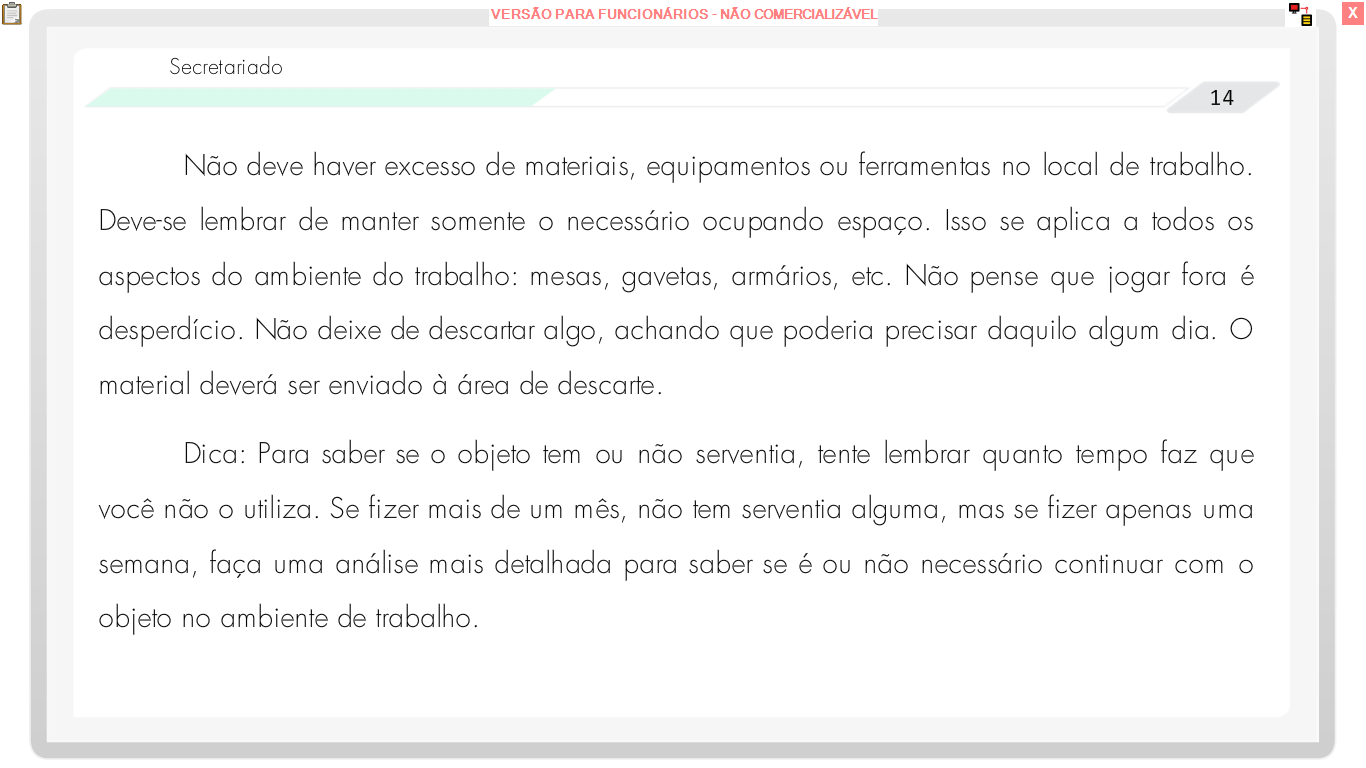 VERSÃO PARA FUNCIONÁRIOS - NÃO COMERCIALIZÁVEL
X
Secretariado
14
Não deve haver excesso de materiais, equipamentos ou ferramentas no local de trabalho.
Deve-se lembrar de manter somente o necessário ocupando espaço. Isso se aplica a todos os
aspectos do ambiente do trabalho: mesas, gavetas, armários, etc. Não pense que jogar fora é
desperdício. Não deixe de descartar algo, achando que poderia precisar daquilo algum dia. O
material deverá ser enviado à área de descarte.
Dica: Para saber se o objeto tem ou não serventia, tente lembrar quanto tempo faz que
você não o utiliza. Se fizer mais de um mês, não tem serventia alguma, mas se fizer apenas uma
semana, faça uma análise mais detalhada para saber se é ou não necessário continuar com o
objeto no ambiente de trabalho.